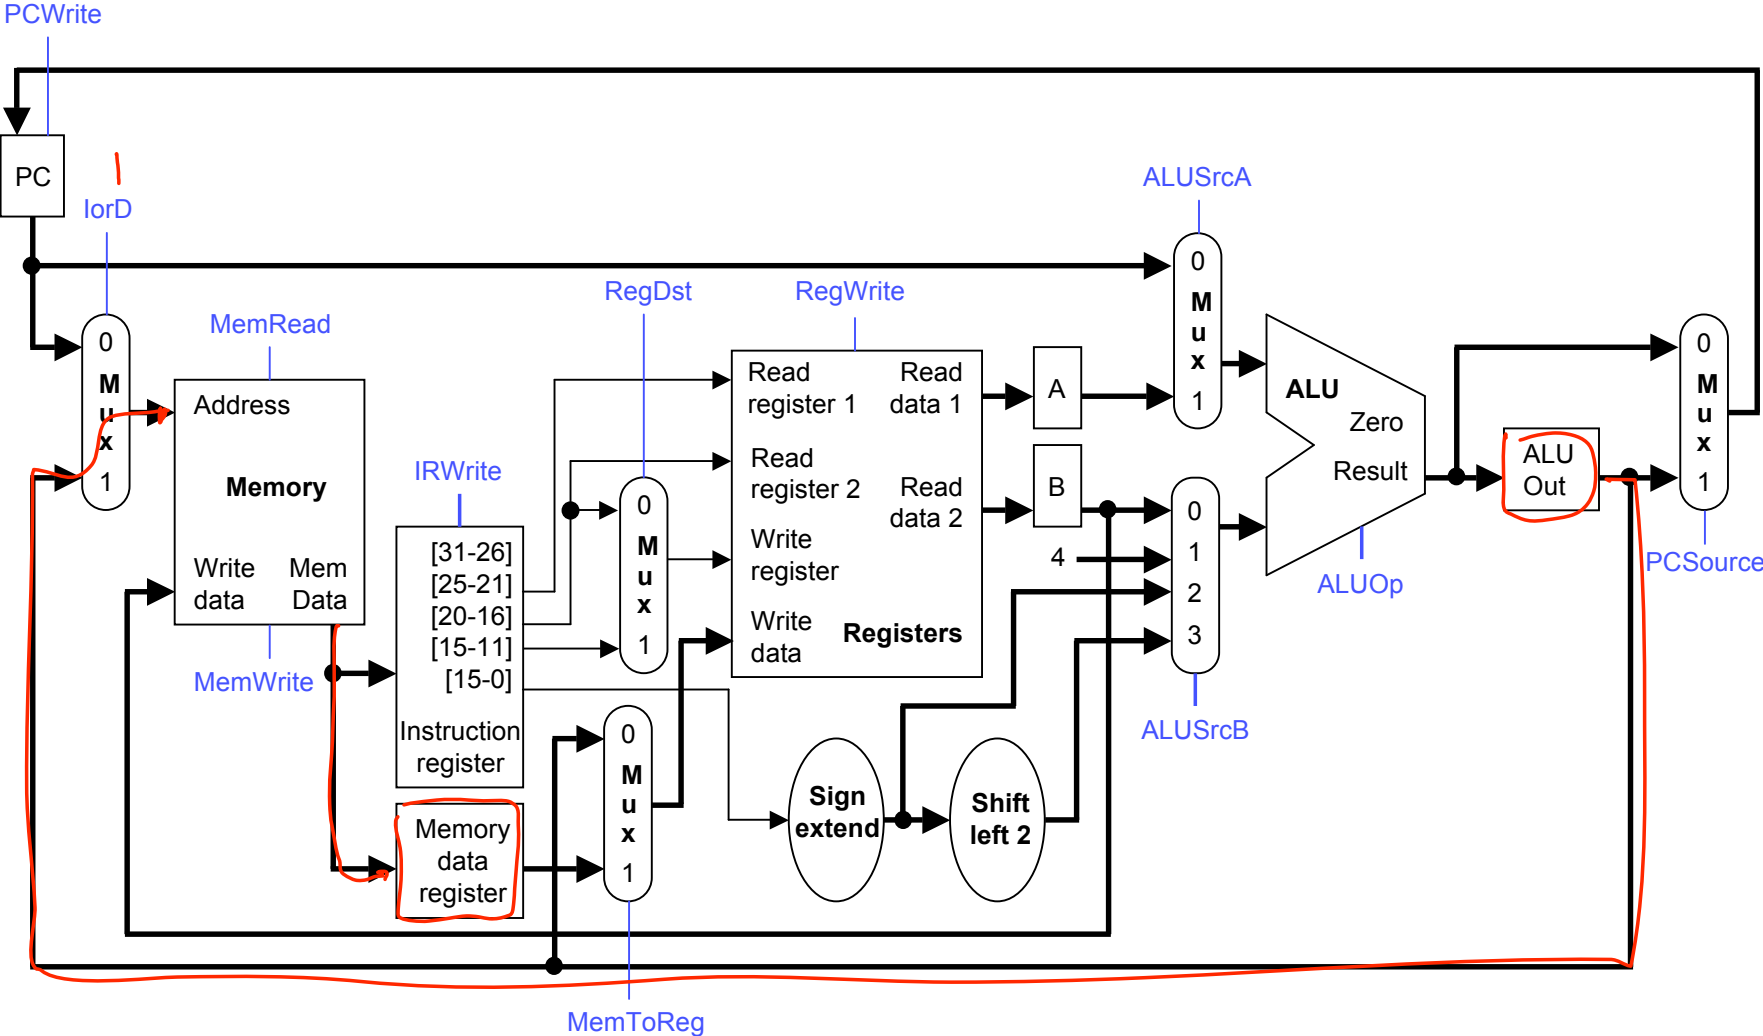 PCWrite
PC
1
IorD
0
M
u
x
1
MemRead
Address
Memory
Write
data
Mem
Data
MemWrite
IRWrite
[31-26]
[25-21]
[20-16]
[15-11]
[15-0]
Instruction
register
Memory
data
register
RegDst
0
M
u
x
1
0
M
u
x
1
MemToReg
RegWrite
Read
register 1
Read
data 1
Read
register 2
Read
data 2
Write
register
Write
data
Registers
Sign
extend
Shift
left 2
A
B
4
ALUSrcA
0
M
u
x
1
0
1
2
3
ALUSrcB
ALU
Zero
Result
ALUOp
ALU
Out
0
M
u
x
1
PCSource